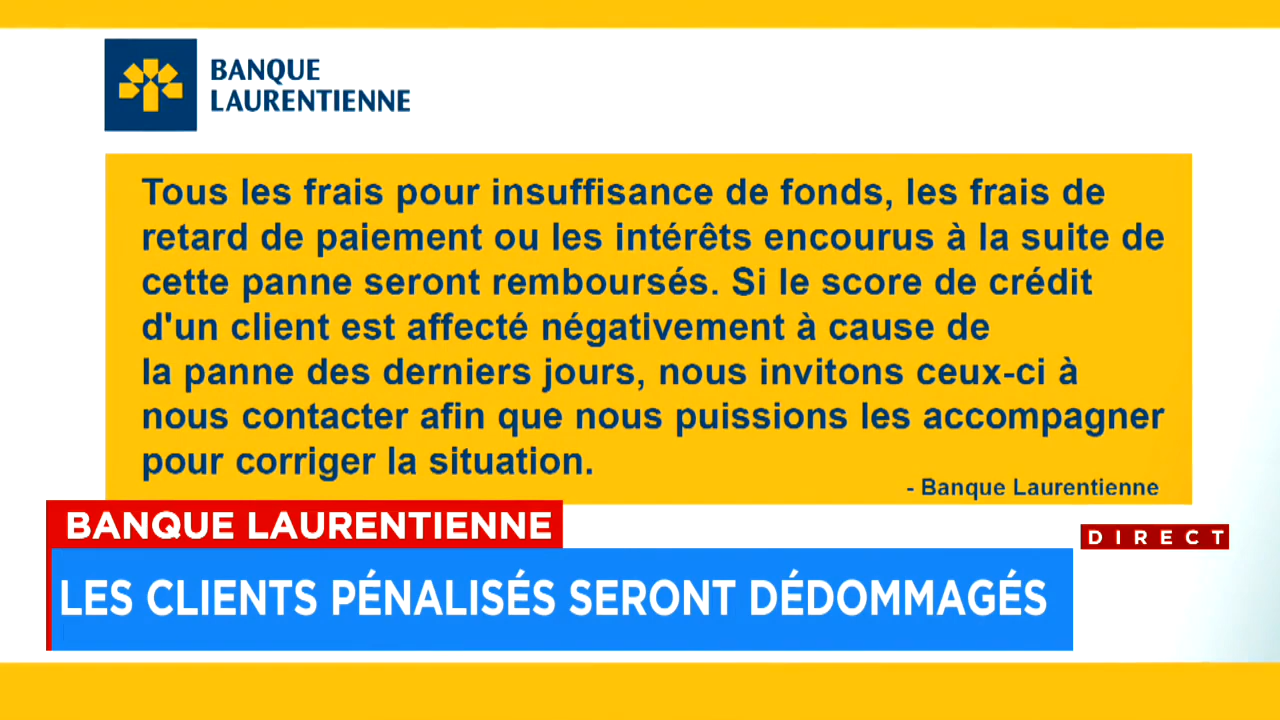 BANQUE
LAURENTIENNE
Tous les frais pour insuffisance de fonds, les frais de
retard de paiement ou les intérêts encourus à la suite de
cette panne seront remboursés. Si le score de crédit
d'un client est affecté négativement à cause de
la panne des derniers jours, nous invitons ceux-ci à
nous contacter afin que nous puissions les accompagner
pour corriger la situation.
- Banque Laurentienne
BANQUE LAURENTIENNE
DIRECT
LES CLIENTS PÉNALISÉS SERONT DÉDOMMAGÉS